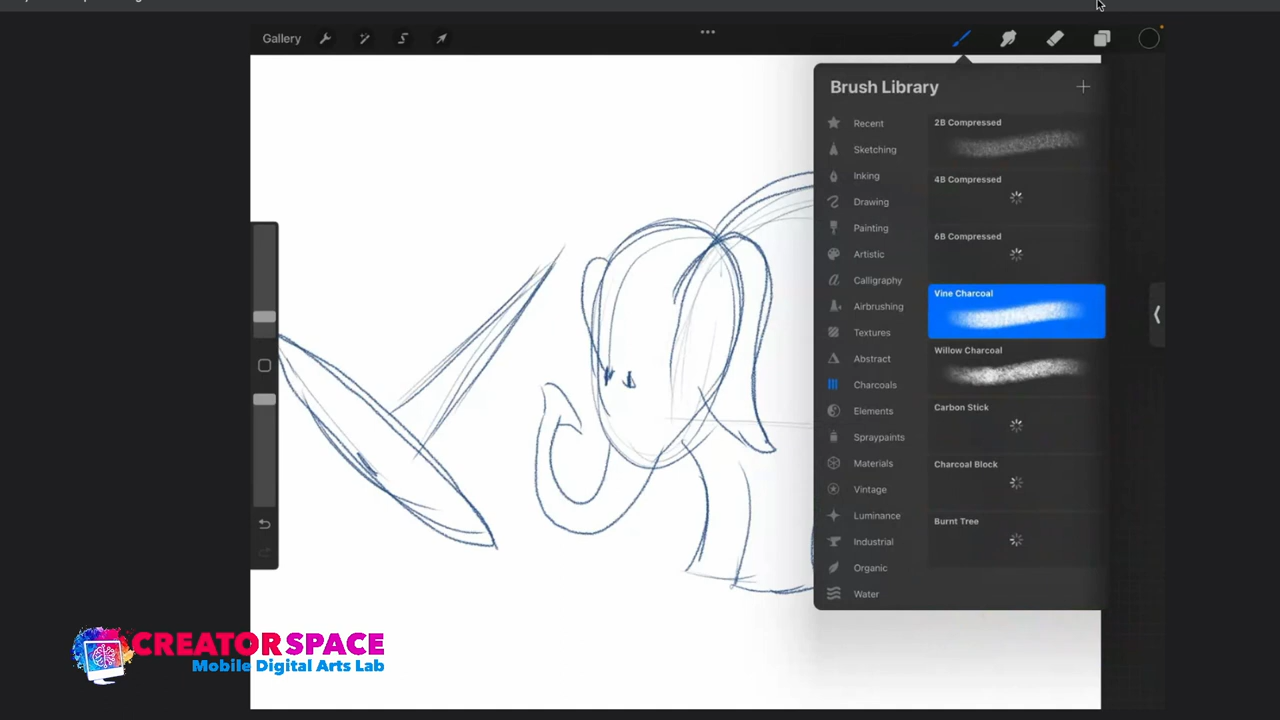 Gallery
Brush Library
Recent
Sketching
Inking
Drawing
Painting
Artistic
Calligraphy
Airbrushing
Textures
Abstract
Charcoals
Elements
Spraypaints
Materials
Vintage
Luminance
Industrial
Organic
Water
2B Compressed
4B Compressed
6B Compressed
Vine Charcoal
Willow Charcoal
Carbon Stick
Charcoal Block
Burnt Tree
CREATOR SPACE
Mobile Digital Arts Lab